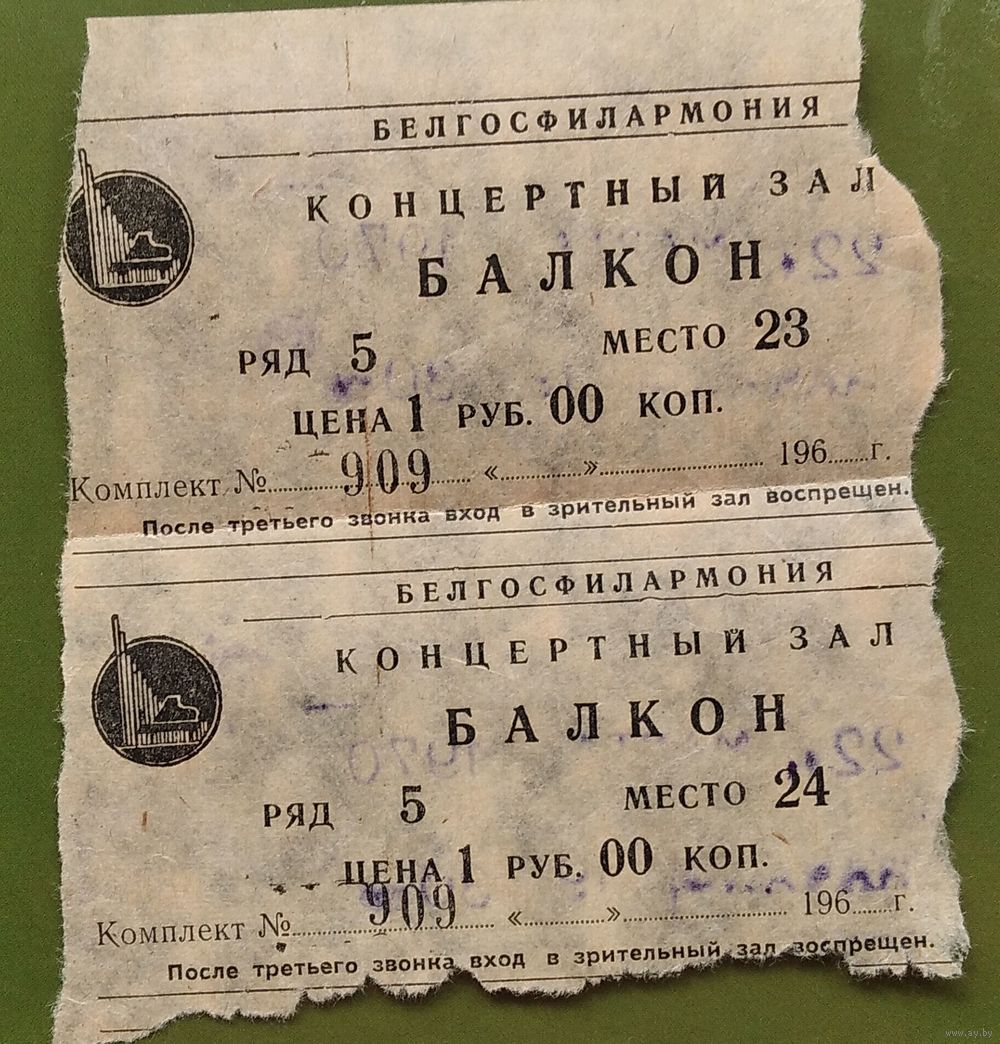 БЕЛГОСФИЛАРМОНИЯ
КОНЦЕРТНЫЙ ЗАЛ
БАЛКОН
РЯД 5 МЕСТО 23
ЦЕНА 1 РУБ. 00 КОП.
Комплект №.......909..... «............»........................ 196......г.
После третьего звонка вход в зрительный зал воспрещен.
БЕЛГОСФИЛАРМОНИЯ
КОНЦЕРТНЫЙ ЗАЛ
БАЛКОН
РЯД 5 МЕСТО 24
ЦЕНА 1 РУБ. 00 КОП.
Комплект №.......909..... «............»........................ 196......г.
После третьего звонка вход в зрительный зал воспрещен.
www.ay.by